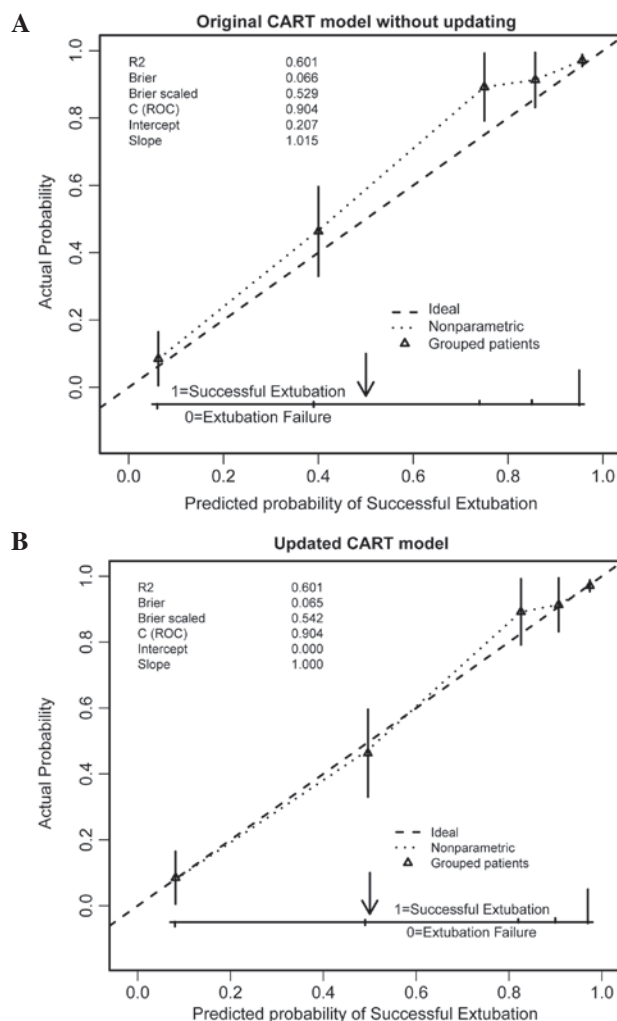 A
Original CART model without updating
R2 0.601
Brier 0.066
Brier scaled 0.529
C (ROC) 0.904
Intercept 0.207
Slope 1.015
Actual Probability
1.0
0.8
0.6
0.4
0.2
0.0
Ideal
Nonparametric
Grouped patients
1=Successful Extubation
0=Extubation Failure
0.0 0.2 0.4 0.6 0.8 1.0
Predicted probability of Successful Extubation
B
Updated CART model
R2 0.601
Brier 0.065
Brier scaled 0.542
C (ROC) 0.904
Intercept 0.000
Slope 1.000
Actual Probability
1.0
0.8
0.6
0.4
0.2
0.0
Ideal
Nonparametric
Grouped patients
1=Successful Extubation
0=Extubation Failure
0.0 0.2 0.4 0.6 0.8 1.0
Predicted probability of Successful Extubation